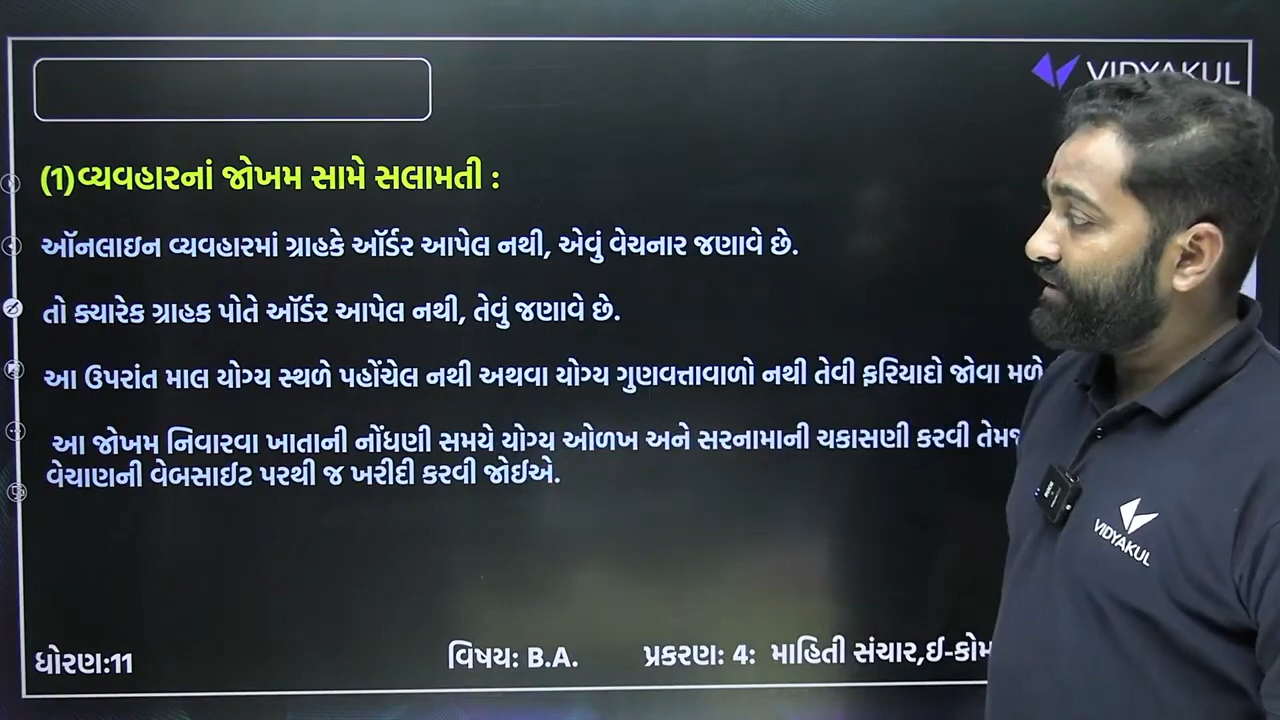 VIDYAKUL
(1)વ્યવહારનાં જોખમ સામે સલામતી :
ઑનલાઇન વ્યવહારમાં ગ્રાહકે ઑર્ડર આપેલ નથી, એવું વેચનાર જણાવે છે.
તો ક્યારેક ગ્રાહક પોતે ઑર્ડર આપેલ નથી, તેવું જણાવે છે.
આ ઉપરાંત માલ યોગ્ય સ્થળે પહોંચેલ નથી અથવા યોગ્ય ગુણવત્તાવાળો નથી તેવી ફરિયાદો જોવા મળે
આ જોખમ નિવારવા ખાતાની નોંધણી સમયે યોગ્ય ઓળખ અને સરનામાની ચકાસણી કરવી તેમજ
વેચાણની વેબસાઈટ પરથી જ ખરીદી કરવી જોઈએ.
VIDYAKUL
ધોરણ:11 વિષય: B.A. પ્રકરણ: 4: માહિતી સંચાર,ઈ-કોમ